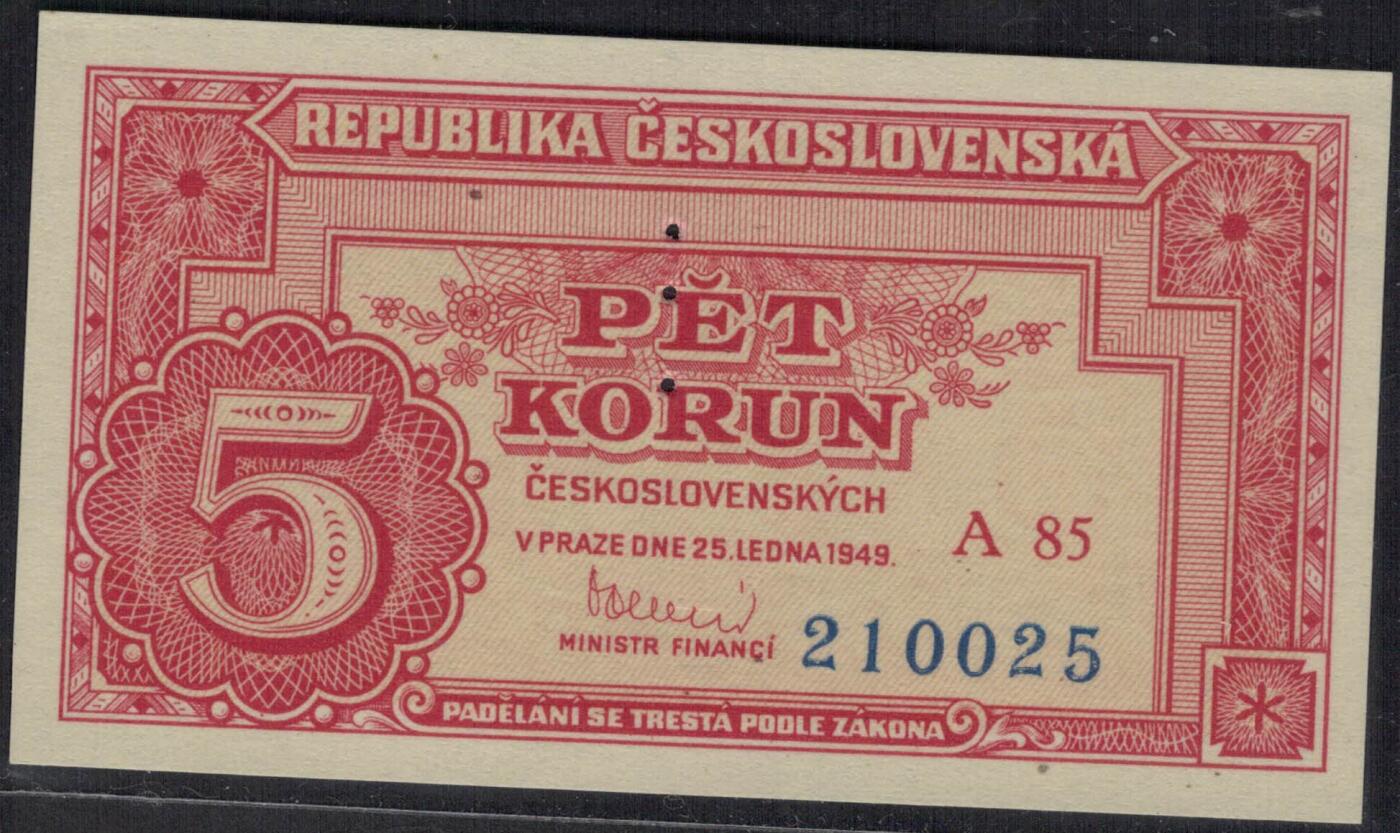 REPUBLIKA ČESKOSLOVENSKÁ
PĚT
KORUN
ČESKOSLOVENSKÝCH
5
V PRAZE DNE 25. LEDNA 1949.
A 85
MINISTR FINANCÍ
210025
PADĚLÁNÍ SE TRESTÁ PODLE ZÁKONA